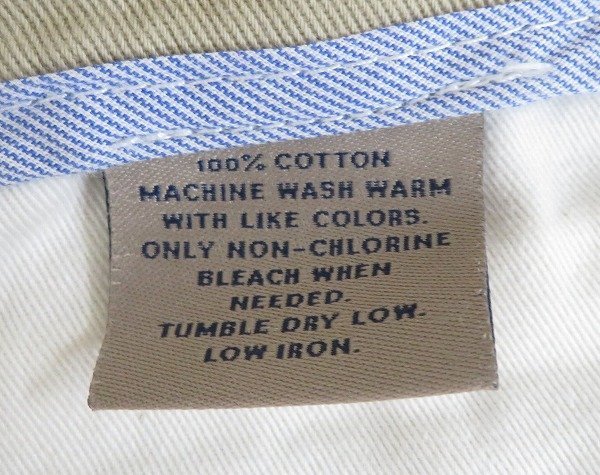 100% COTTON
MACHINE WASH WARM
WITH LIKE COLORS.
ONLY NON-CHLORINE
BLEACH WHEN
NEEDED.
TUMBLE DRY LOW.
LOW IRON.